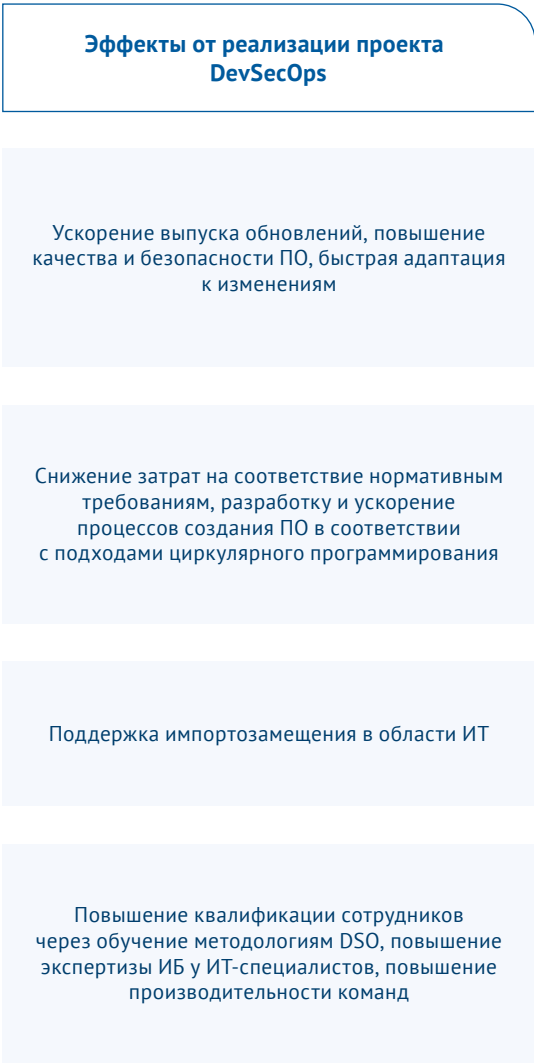 Эффекты от реализации проекта
DevSecOps
Ускорение выпуска обновлений, повышение
качества и безопасности ПО, быстрая адаптация
к изменениям
Снижение затрат на соответствие нормативным
требованиям, разработку и ускорение
процессов создания ПО в соответствии
с подходами циркулярного программирования
Поддержка импортозамещения в области ИТ
Повышение квалификации сотрудников
через обучение методологиям DSO, повышение
экспертизы ИБ у ИТ-специалистов, повышение
производительности команд